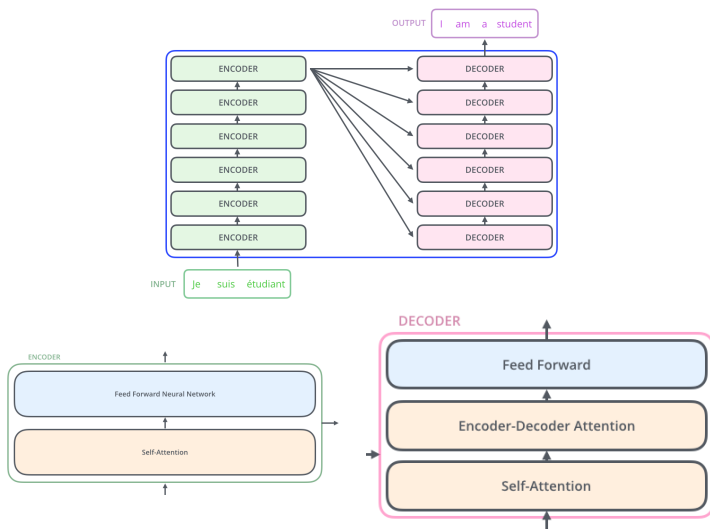 OUTPUT I am a student
ENCODER DECODER
ENCODER DECODER
ENCODER DECODER
ENCODER DECODER
ENCODER DECODER
ENCODER DECODER
INPUT Je suis étudiant
ENCODER
Feed Forward Neural Network
Self-Attention
DECODER
Feed Forward
Encoder-Decoder Attention
Self-Attention